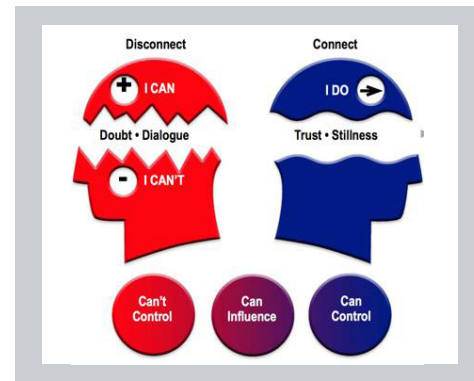 Disconnect
Connect
+
I CAN
I DO
Doubt • Dialogue
Trust • Stillness
-
I CAN'T
Can't
Control
Can
Influence
Can
Control